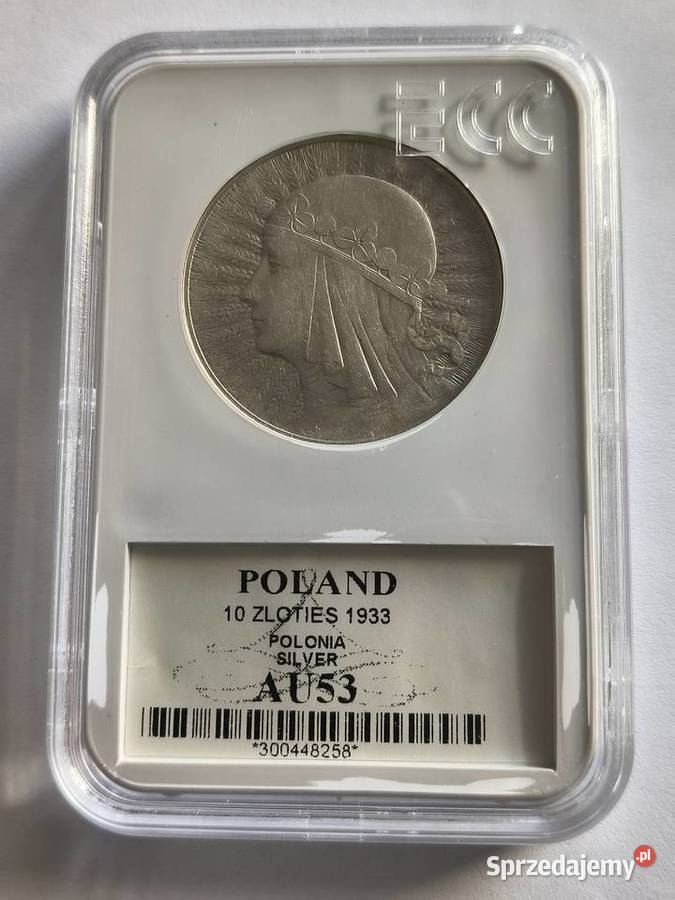 ECC
POLAND
10 ZLOTIES 1933
POLONIA
SILVER
AU53
*300448258*
Sprzedajemy.pl